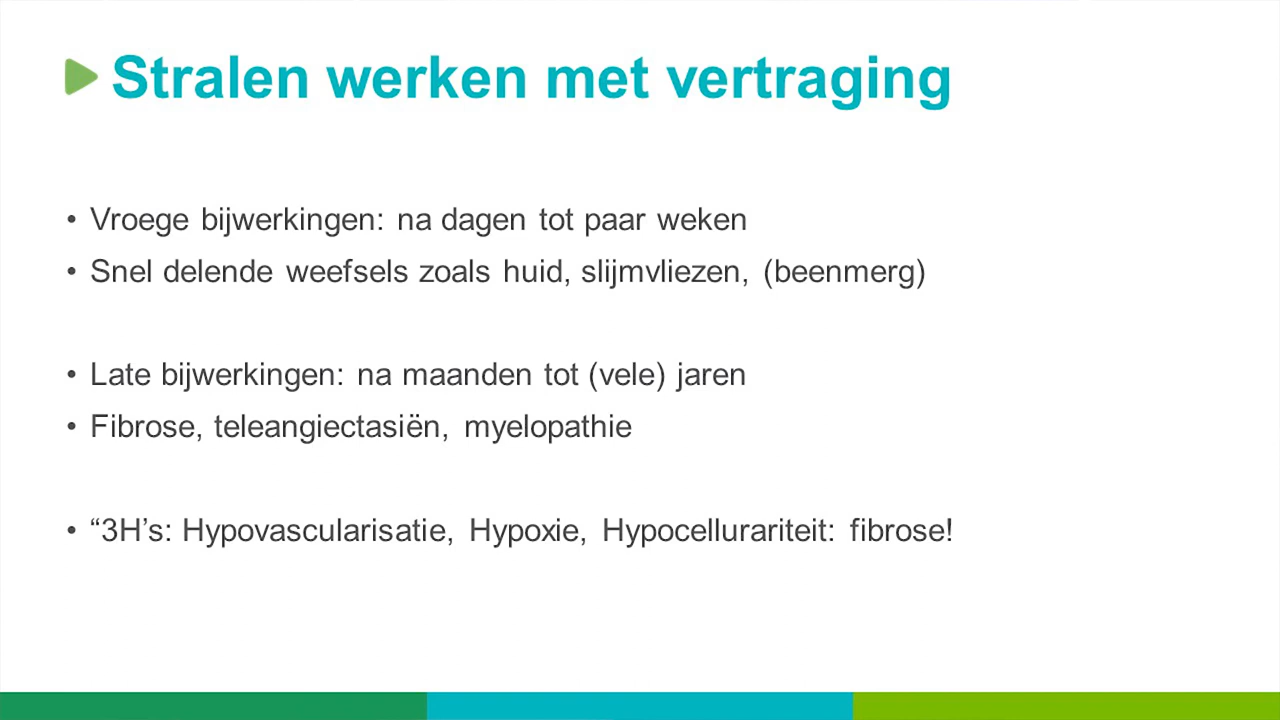 Stralen werken met vertraging
• Vroege bijwerkingen: na dagen tot paar weken
• Snel delende weefsels zoals huid, slijmvliezen, (beenmerg)
• Late bijwerkingen: na maanden tot (vele) jaren
• Fibrose, teleangiectasiën, myelopathie
• “3H’s: Hypovascularisatie, Hypoxie, Hypocellurariteit: fibrose!